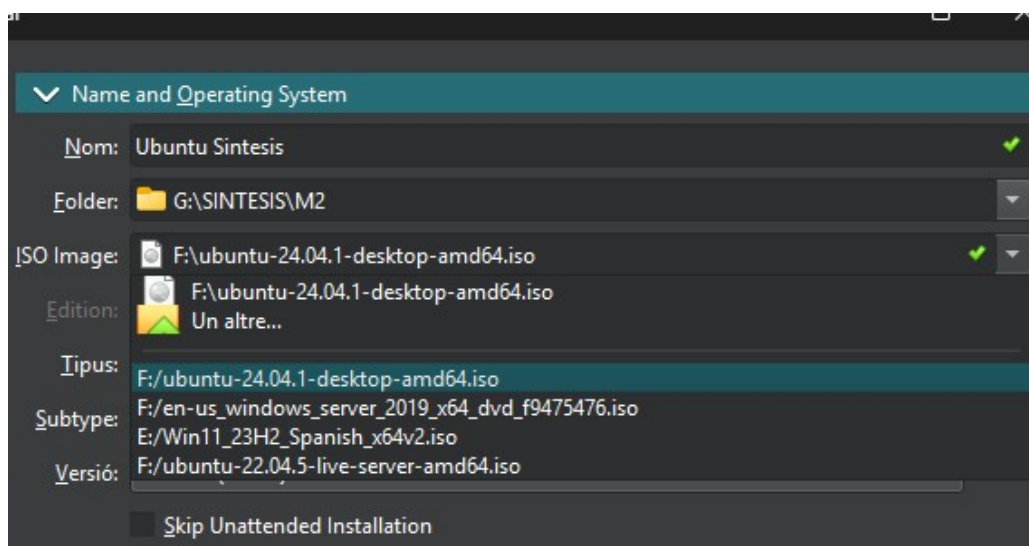 Name and Operating System
Nom: Ubuntu Sintesis
Folder: G:\SINTESIS\M2
ISO Image: F:\ubuntu-24.04.1-desktop-amd64.iso
F:\ubuntu-24.04.1-desktop-amd64.iso
Edition:
Un altre...
Tipus:
F:/ubuntu-24.04.1-desktop-amd64.iso
F:/en-us_windows_server_2019_x64_dvd_f9475476.iso
Subtype:
E:/Win11_23H2_Spanish_x64v2.iso
Versió: F:/ubuntu-22.04.5-live-server-amd64.iso
Skip Unattended Installation